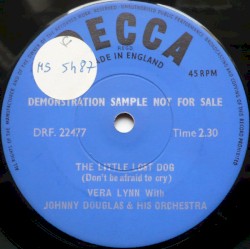 DECCA
MADE IN ENGLAND
MS 5487
45 RPM
DEMONSTRATION SAMPLE NOT FOR SALE
DRF. 22477
Time 2.30
THE LITTLE LOST DOG
(Don't be afraid to cry)
VERA LYNN With
JOHNNY DOUGLAS & HIS ORCHESTRA